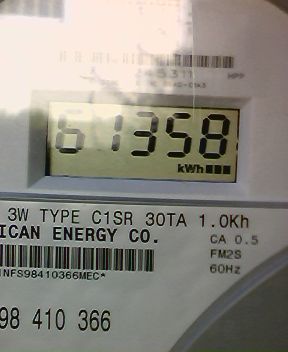 HPP
61358
kWh
3W TYPE C1SR 30TA 1.0Kh
ICAN ENERGY CO.
CA 0.5
FM2S
60Hz
INFS98410366MEC*
98 410 366